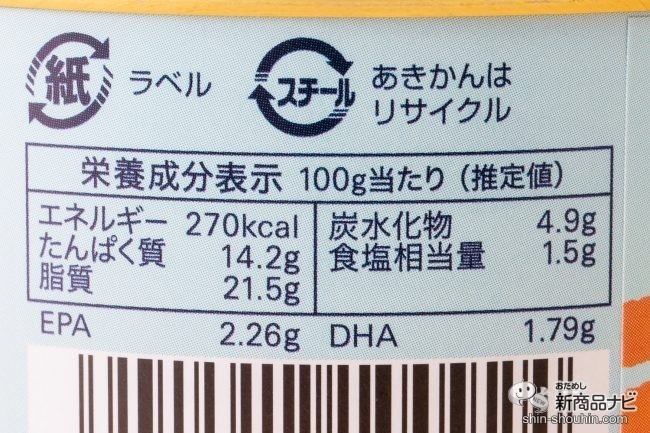 紙 ラベル
スチール あきかんは
リサイクル
栄養成分表示 100g当たり（推定値）
エネルギー 270kcal
たんぱく質 14.2g
脂質 21.5g
炭水化物 4.9g
食塩相当量 1.5g
EPA 2.26g DHA 1.79g
おためし
新商品ナビ
shin-shouhin.com